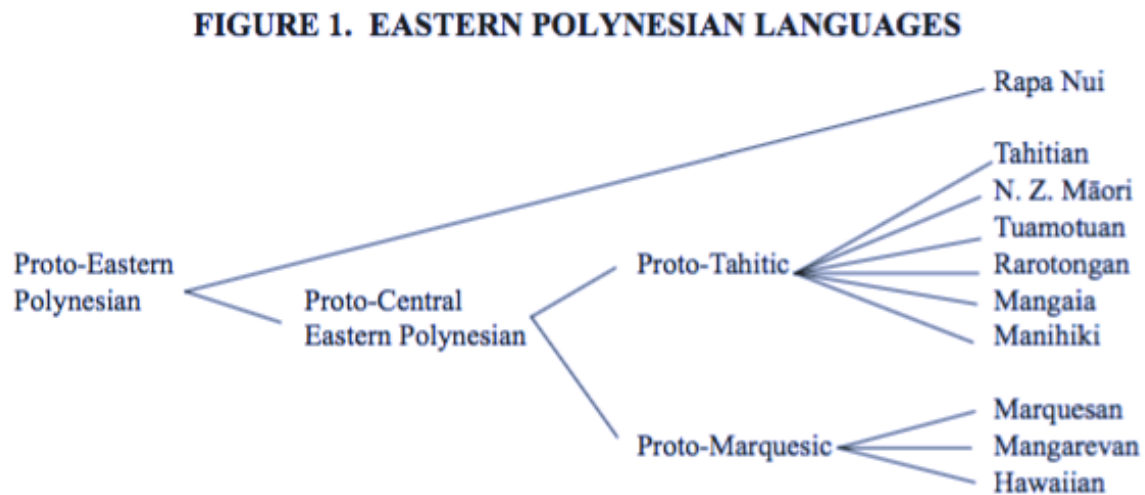 FIGURE 1. EASTERN POLYNESIAN LANGUAGES
Rapa Nui
Tahitian
N. Z. Māori
Tuamotuan
Rarotongan
Mangaia
Manihiki
Proto-Eastern
Polynesian
Proto-Central
Eastern Polynesian
Proto-Tahitic
Proto-Marquesic
Marquesan
Mangarevan
Hawaiian